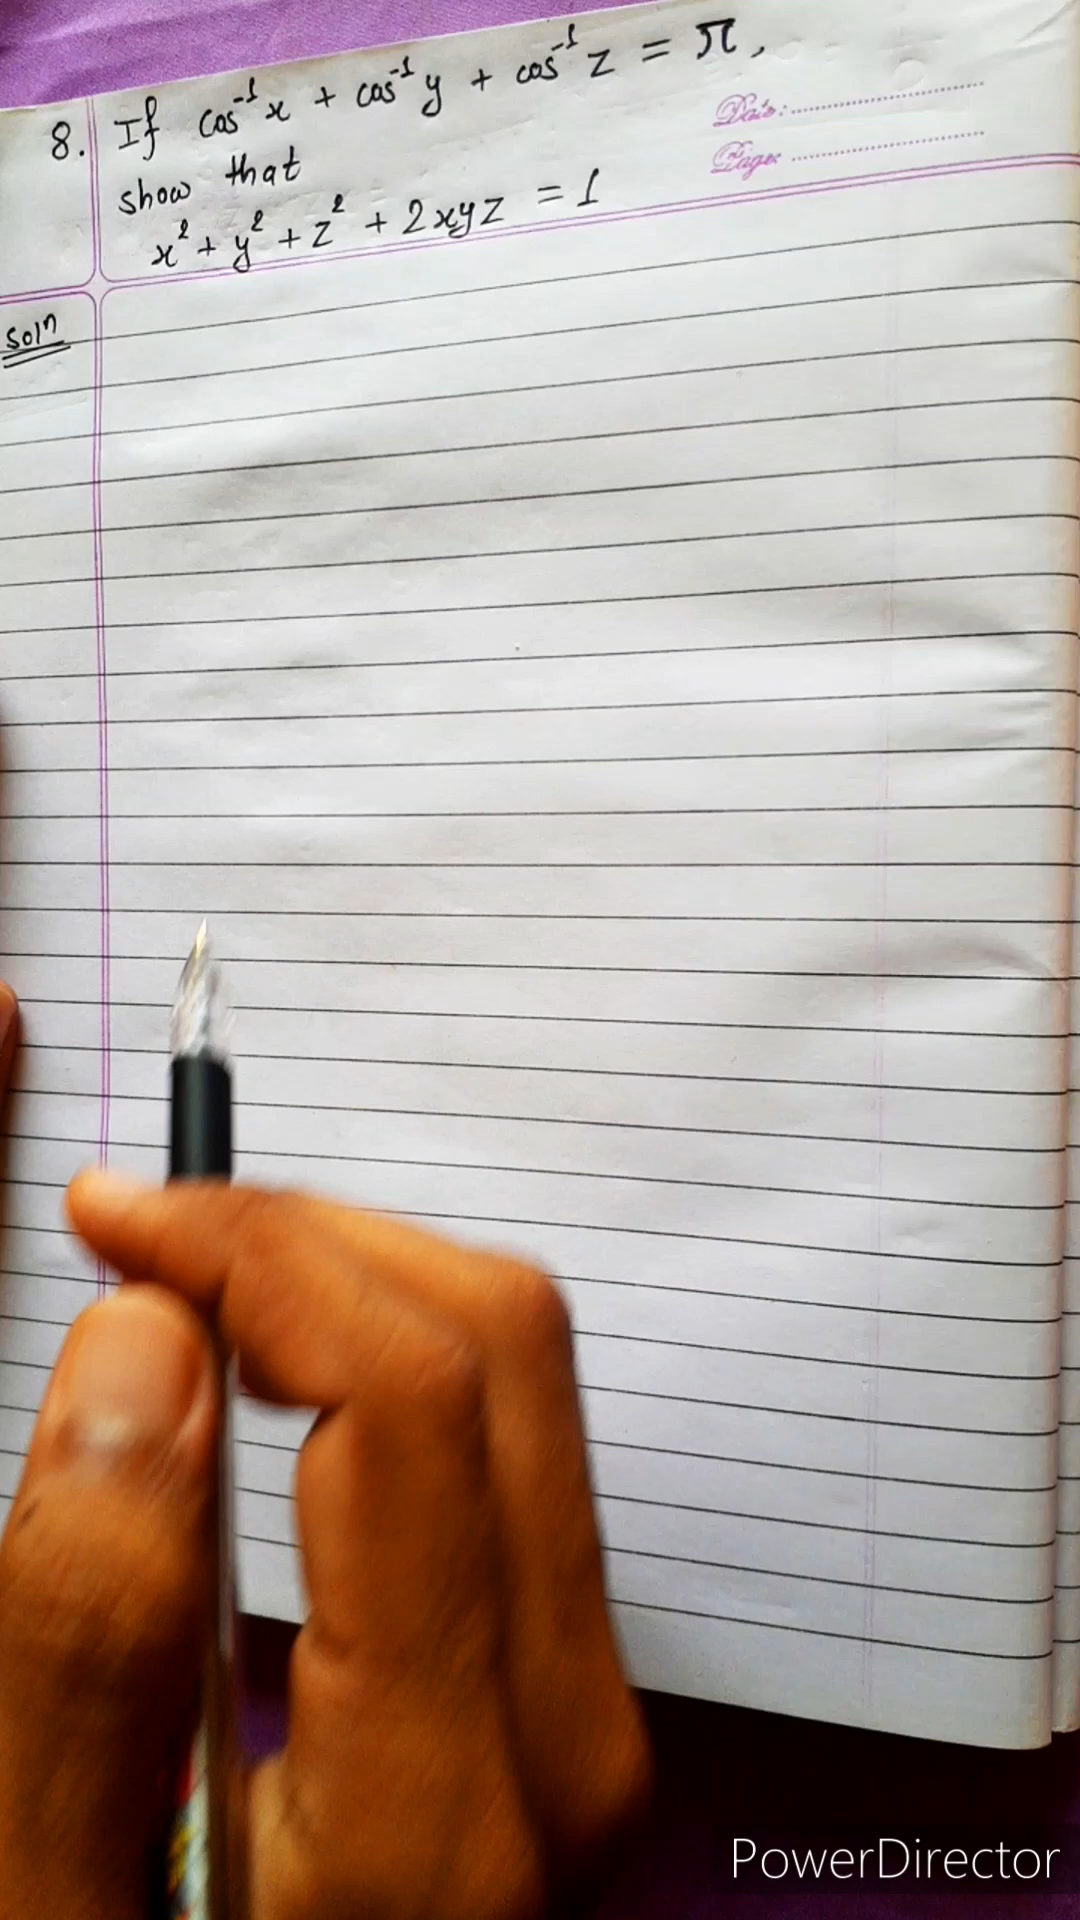 8. If cos⁻¹x + cos⁻¹y + cos⁻¹z = π,
show that
x² + y² + z² + 2xyz = 1
Date:
Page:
Soln
PowerDirector